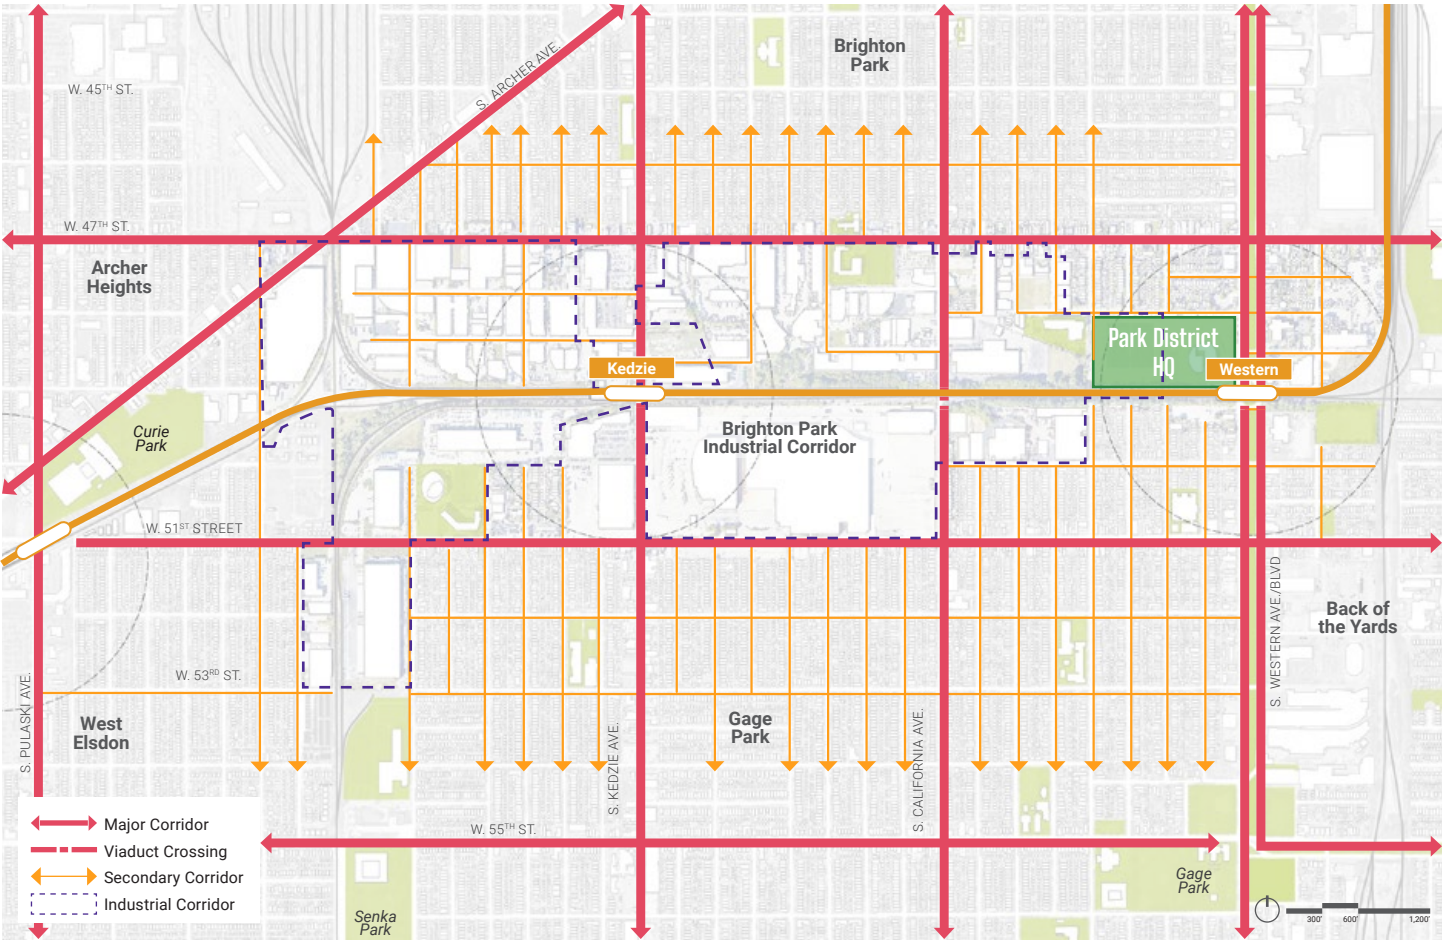 Brighton
Park
S. ARCHER AVE.
W. 45TH ST.
W. 47TH ST.
Archer
Heights
Park District
HQ
Kedzie
Western
Curie
Park
Brighton Park
Industrial Corridor
W. 51ST STREET
S. WESTERN AVE./BLVD
Back of
the Yards
W. 53RD ST.
S. PULASKI AVE.
West
Elsdon
S. KEDZIE AVE.
Gage
Park
S. CALIFORNIA AVE.
W. 55TH ST.
Major Corridor
Viaduct Crossing
Secondary Corridor
Industrial Corridor
Senka
Park
Gage
Park
300' 600' 1,200'